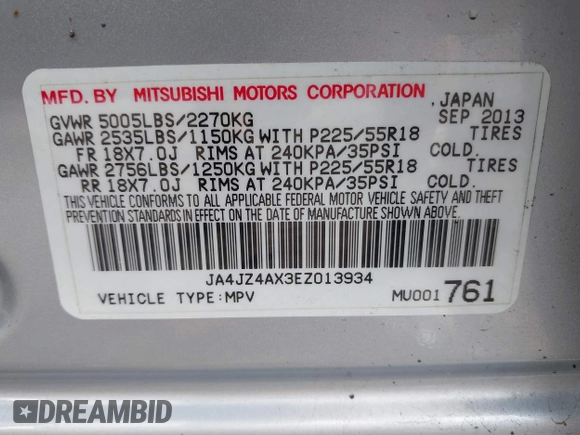 MFD. BY MITSUBISHI MOTORS CORPORATION, JAPAN
GVWR 5005LBS/2270KG SEP 2013
GAWR 2535LBS/1150KG WITH P225/55R18 TIRES
FR 18X7.0J RIMS AT 240KPA/35PSI COLD.
GAWR 2756LBS/1250KG WITH P225/55R18 TIRES
RR 18X7.0J RIMS AT 240KPA/35PSI COLD.
THIS VEHICLE CONFORMS TO ALL APPLICABLE FEDERAL MOTOR VEHICLE SAFETY AND THEFT
PREVENTION STANDARDS IN EFFECT ON THE DATE OF MANUFACTURE SHOWN ABOVE.
JA4JZ4AX3EZ013934
VEHICLE TYPE:MPV MU001 761
DREAMBID